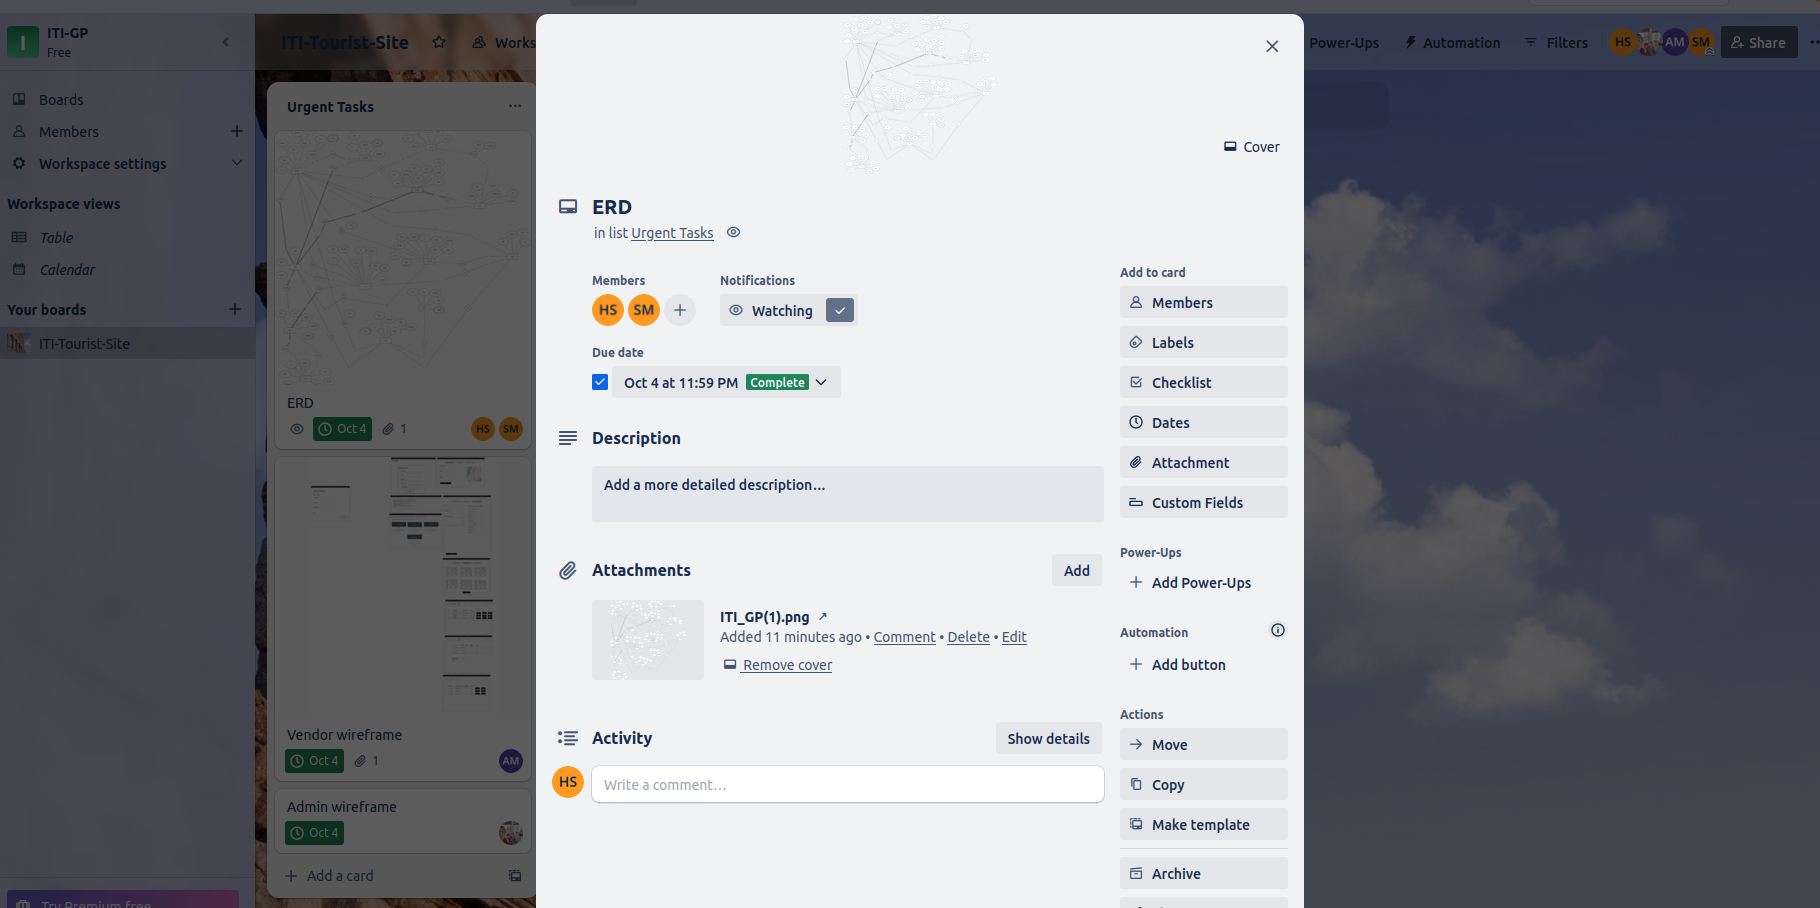 ITI-GP
I
Free
Boards
Members
Workspace settings
Workspace views
Table
Calendar
Your boards
ITI-Tourist-Site
ITI-Tourist-Site
Works
Power-Ups
Automation
Filters
HS
AM
SM
Share
Urgent Tasks
ERD
Oct 4
1
HS
SM
Vendor wireframe
Oct 4
1
AM
Admin wireframe
Oct 4
Add a card
Try Premium free
Cover
ERD
in list Urgent Tasks
Members
Notifications
HS
SM
Watching
Due date
Oct 4 at 11:59 PM
Complete
Description
Add a more detailed description...
Attachments
Add
ITI_GP(1).png ↗
Added 11 minutes ago • Comment • Delete • Edit
Remove cover
Activity
Show details
HS
Write a comment…
Add to card
Members
Labels
Checklist
Dates
Attachment
Custom Fields
Power-Ups
Add Power-Ups
Automation
Add button
Actions
Move
Copy
Make template
Archive